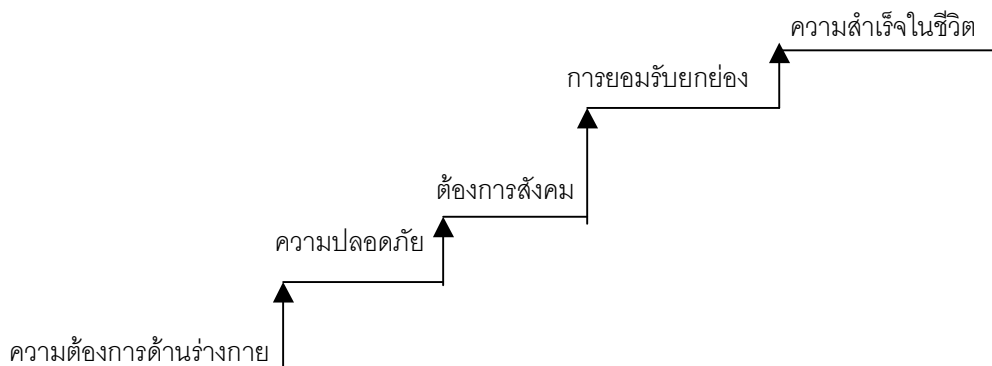 ความสำเร็จในชีวิต
การยอมรับยกย่อง
ต้องการสังคม
ความปลอดภัย
ความต้องการด้านร่างกาย